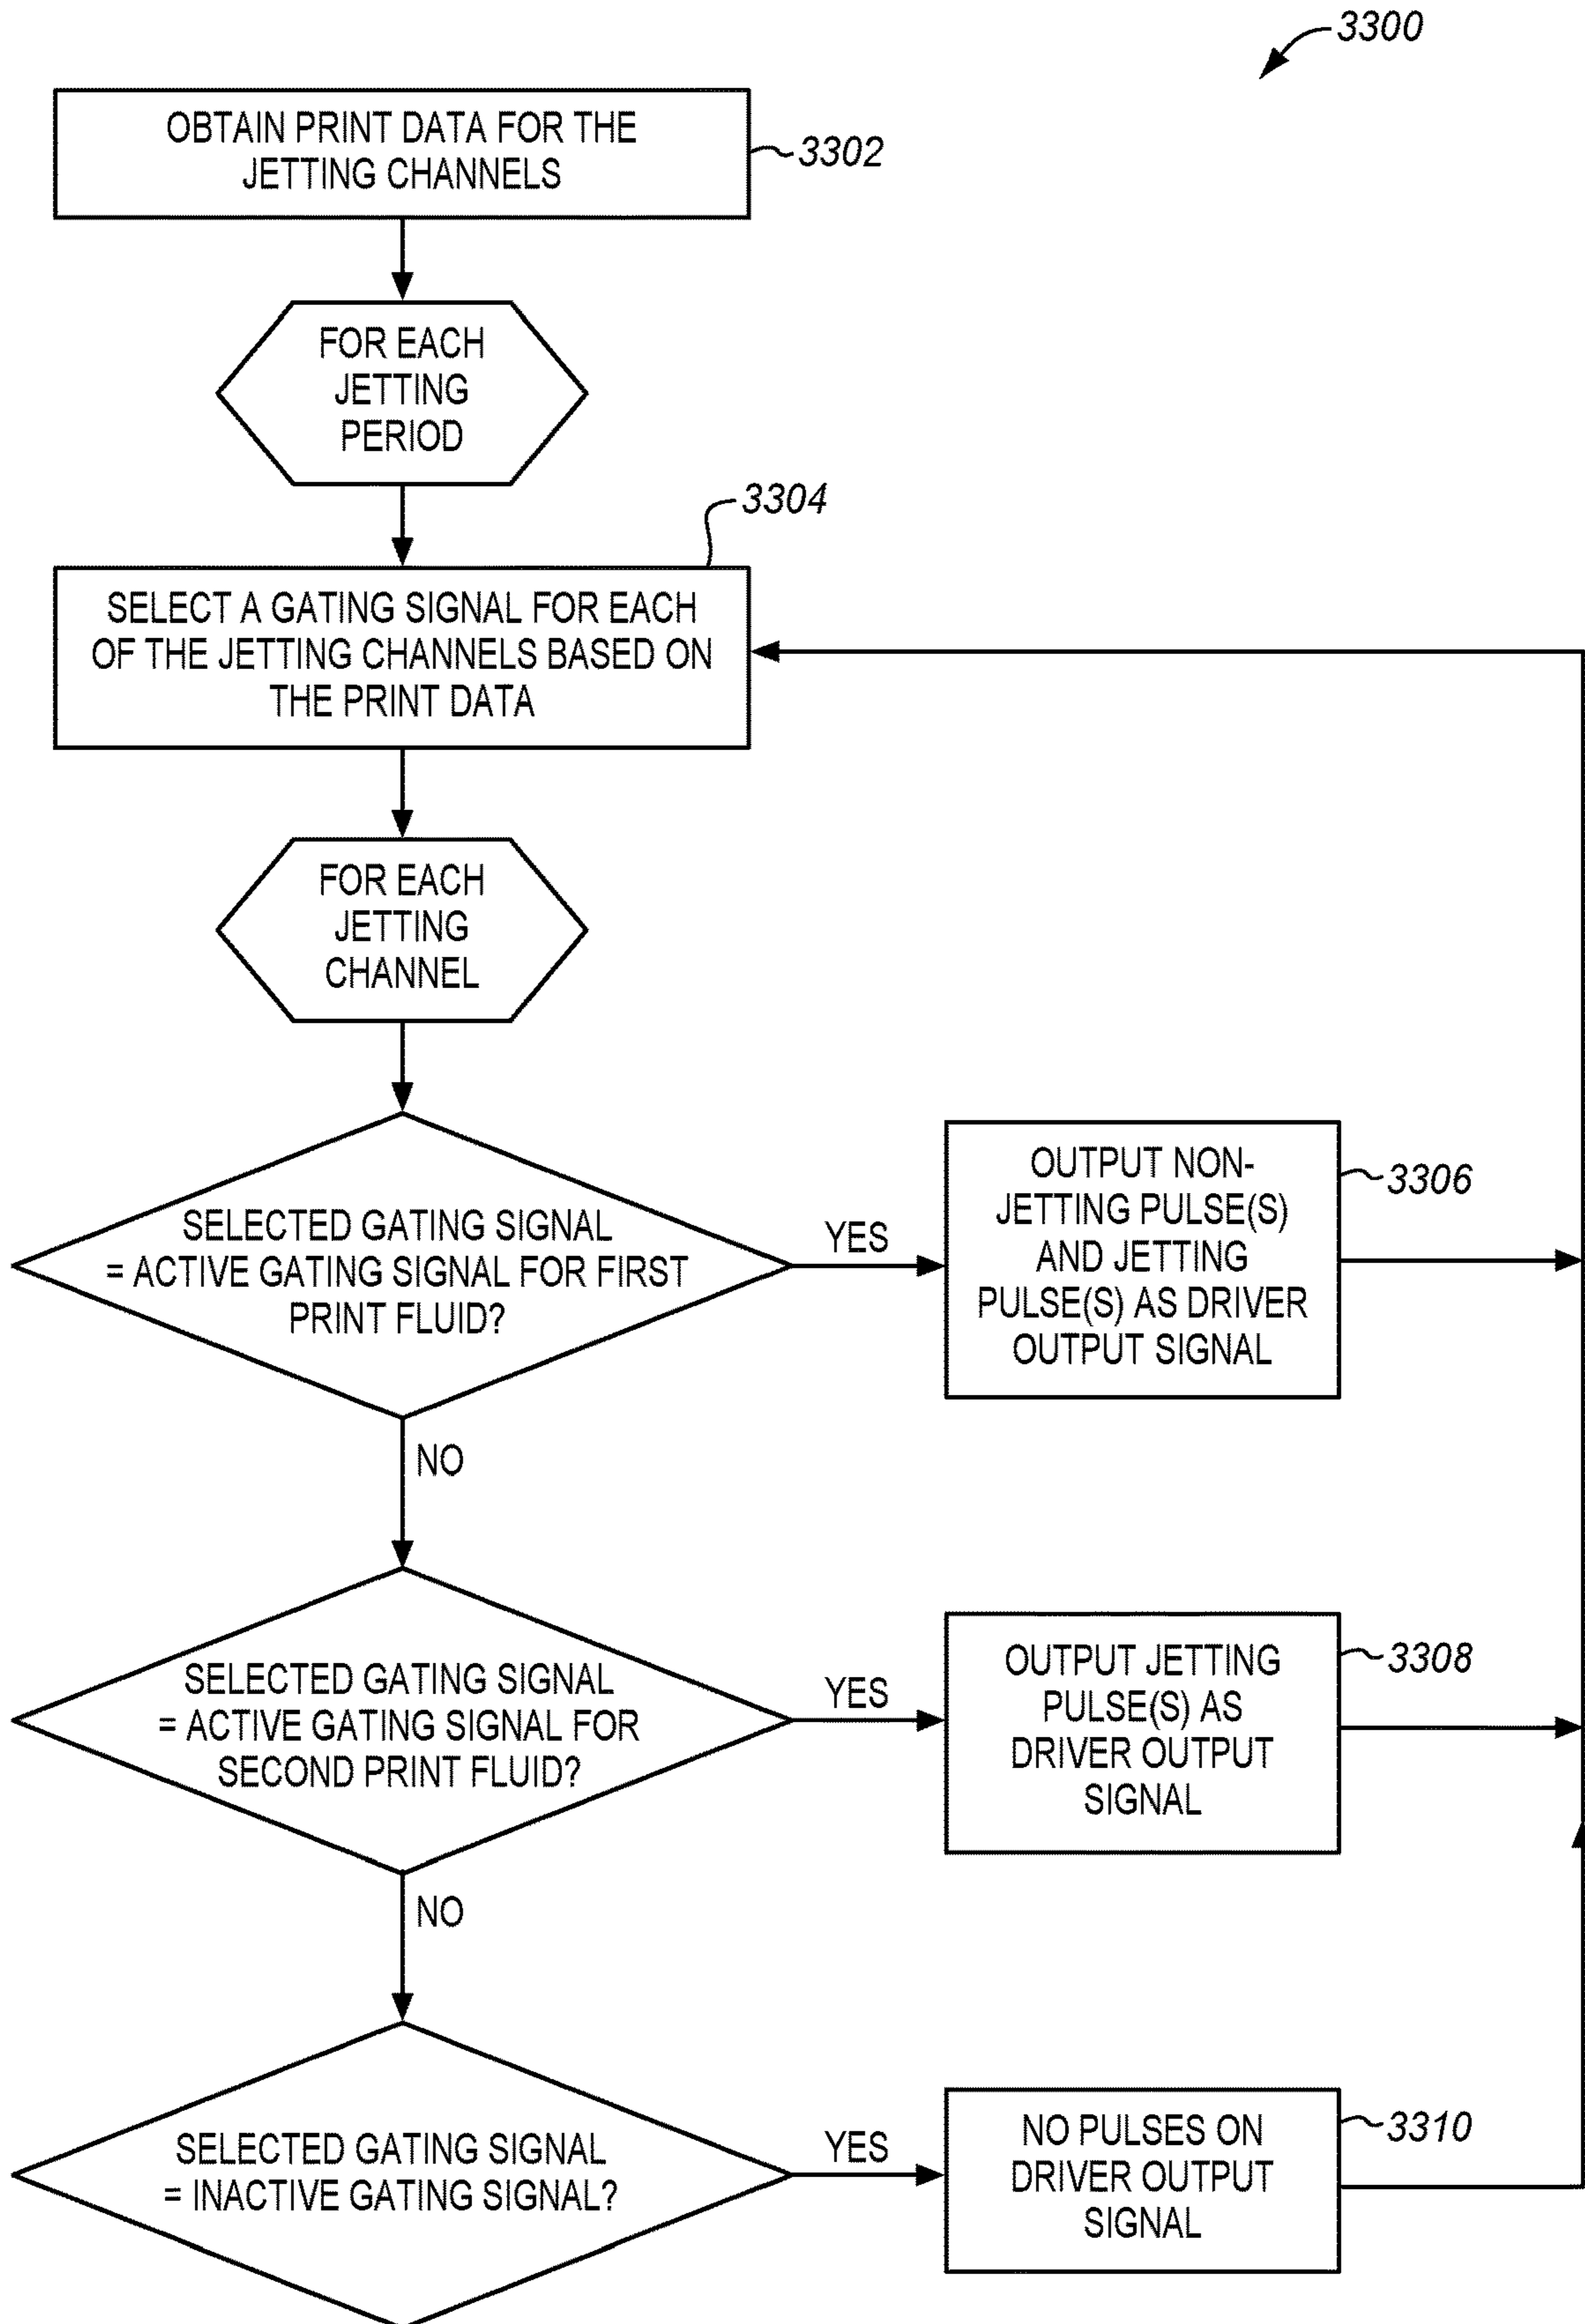 3300
OBTAIN PRINT DATA FOR THE
JETTING CHANNELS
3302
FOR EACH
JETTING
PERIOD
3304
SELECT A GATING SIGNAL FOR EACH
OF THE JETTING CHANNELS BASED ON
THE PRINT DATA
FOR EACH
JETTING
CHANNEL
SELECTED GATING SIGNAL
= ACTIVE GATING SIGNAL FOR FIRST
PRINT FLUID?
YES
OUTPUT NON-
JETTING PULSE(S)
AND JETTING
PULSE(S) AS DRIVER
OUTPUT SIGNAL
3306
NO
SELECTED GATING SIGNAL
= ACTIVE GATING SIGNAL FOR
SECOND PRINT FLUID?
YES
OUTPUT JETTING
PULSE(S) AS
DRIVER OUTPUT
SIGNAL
3308
NO
SELECTED GATING SIGNAL
= INACTIVE GATING SIGNAL?
YES
NO PULSES ON
DRIVER OUTPUT
SIGNAL
3310